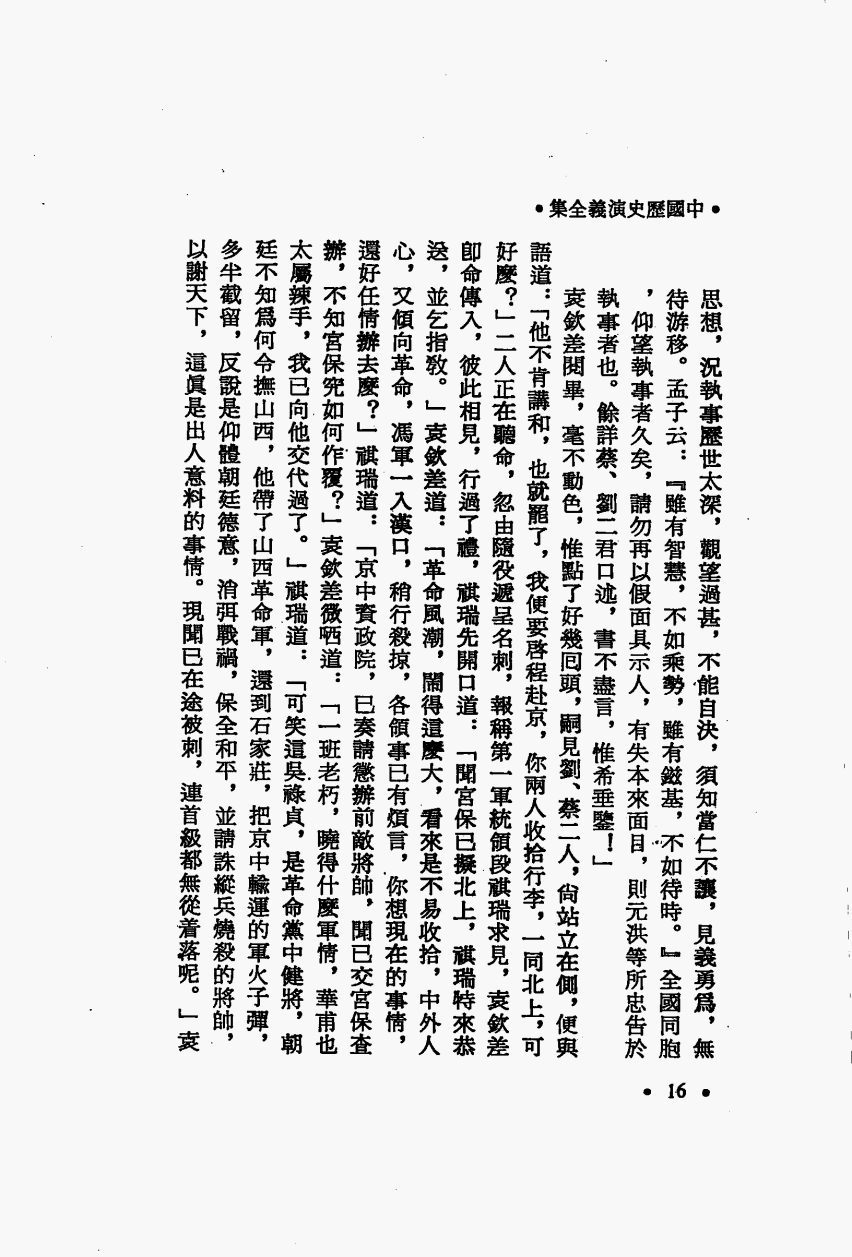 •中國歷史演義全集•
思想，況執事歷世太深，觀望過甚，不能自決，須知當仁不讓，見義勇爲，無
待游移。孟子云：『雖有智慧，不如乘勢，雖有鎡基，不如待時。』全國同胞
，仰望執事者久矣，請勿再以假面具示人，有失本來面目，則元洪等所忠告於
執事者也。餘詳蔡、劉二君口述，書不盡言，惟希垂鑒！」
袁欽差閱畢，毫不動色，惟點了好幾回頭，嗣見劉、蔡二人，尙站立在側，便與
語道：「他不肯講和，也就罷了，我便要啓程赴京，你兩人收拾行李，一同北上，可
好麼？」二人正在聽命，忽由隨役遞呈名刺，報稱第一軍統領段祺瑞求見，袁欽差
卽命傳入，彼此相見，行過了禮，祺瑞先開口道：「聞宮保已擬北上，祺瑞特來恭
送，並乞指敎。」袁欽差道：「革命風潮，鬧得這麼大，看來是不易收拾，中外人
心，又傾向革命，馮軍一入漢口，稍行殺掠，各領事已有煩言，你想現在的事情，
還好任情辦去麼？」祺瑞道：「京中資政院，已奏請懲辦前敵將帥，聞已交宮保查
辦，不知宮保究如何作覆？」袁欽差微哂道：「一班老朽，曉得什麼軍情，華甫也
太屬辣手，我已向他交代過了。」祺瑞道：「可笑這吳祿貞，是革命黨中健將，朝
廷不知爲何令撫山西，他帶了山西革命軍，還到石家莊，把京中輸運的軍火子彈，
多半截留，反說是仰體朝廷德意，消弭戰禍，保全和平，並請誅縱兵燒殺的將帥，
以謝天下，這眞是出人意料的事情。現聞已在途被刺，連首級都無從着落呢。」袁
• 16 •